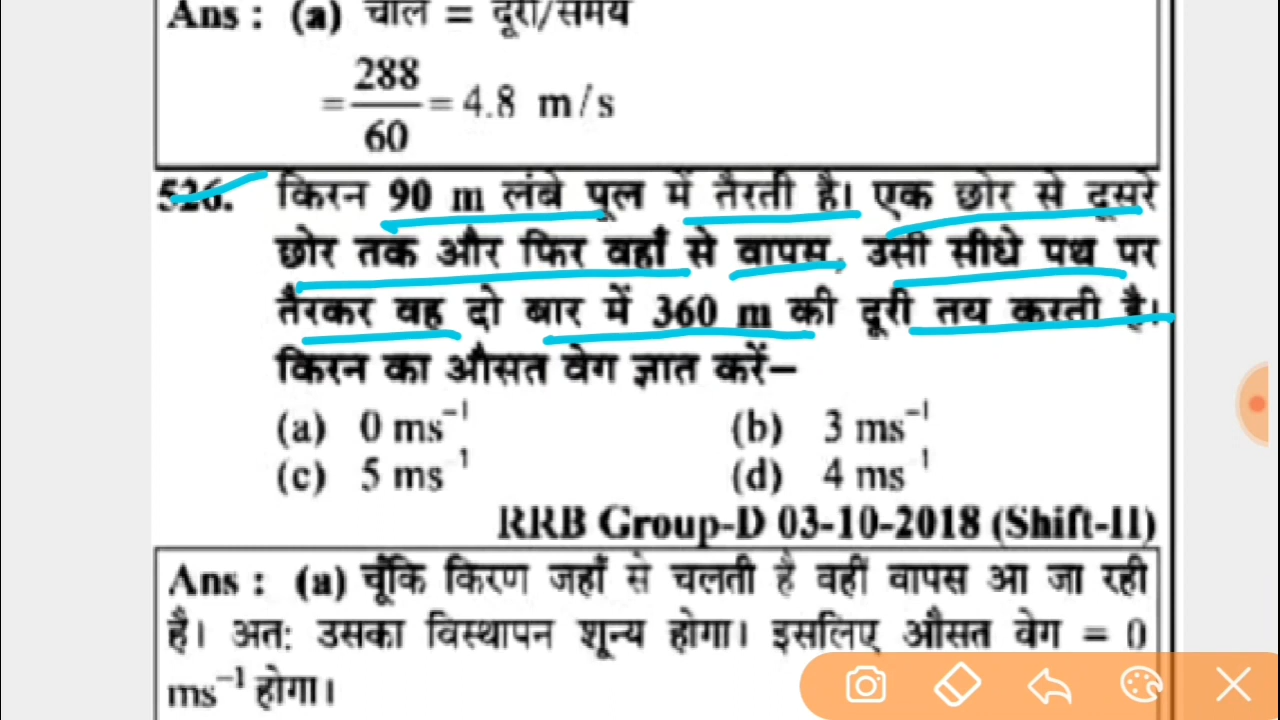 Ans : (a) चाल = दूरी/समय
= 288/60 = 4.8 m/s
526. किरन 90 m लंबे पूल में तैरती है। एक छोर से दूसरे
छोर तक और फिर वहाँ से वापस, उसी सीधे पथ पर
तैरकर वह दो बार में 360 m की दूरी तय करती है।
किरन का औसत वेग ज्ञात करें–
(a) 0 ms⁻¹ (b) 3 ms⁻¹
(c) 5 ms⁻¹ (d) 4 ms⁻¹
RRB Group-D 03-10-2018 (Shift-II)
Ans : (a) चूँकि किरण जहाँ से चलती है वहीं वापस आ जा रही
है। अत: उसका विस्थापन शून्य होगा। इसलिए औसत वेग = 0
ms⁻¹ होगा।